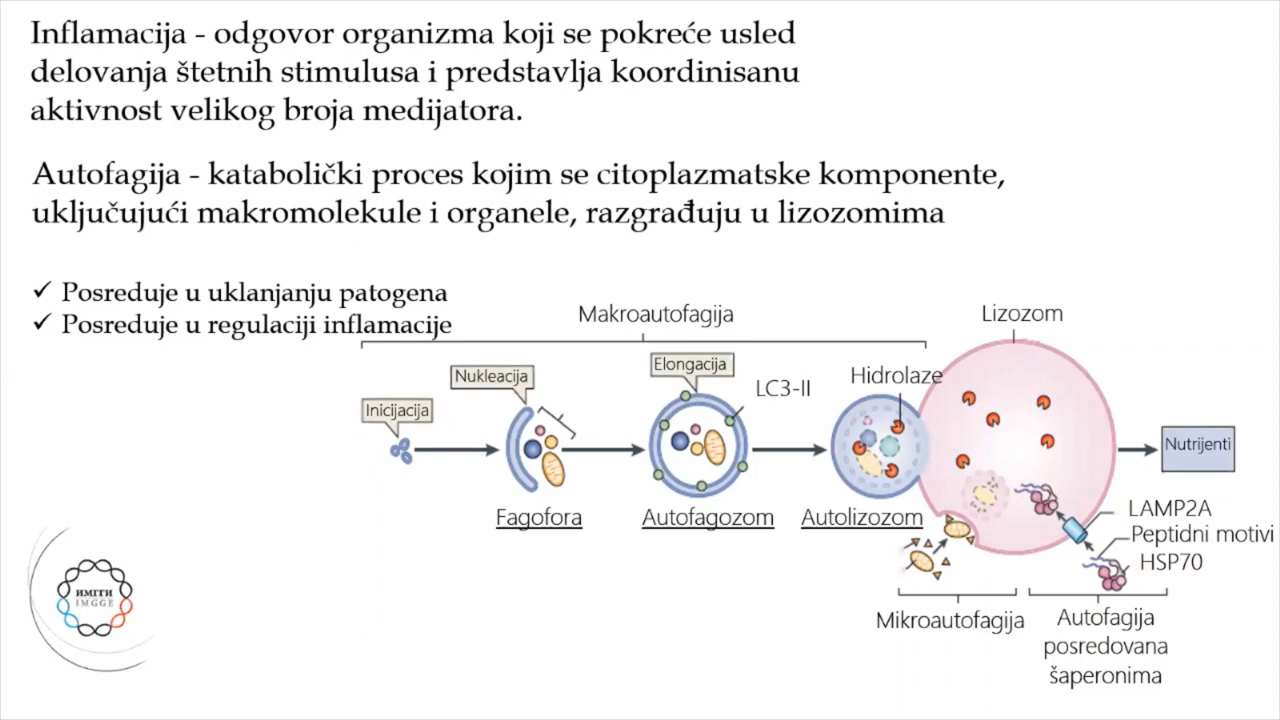 Inflamacija - odgovor organizma koji se pokreće usled
delovanja štetnih stimulusa i predstavlja koordinisanu
aktivnost velikog broja medijatora.
Autofagija - katabolički proces kojim se citoplazmatske komponente,
uključujući makromolekule i organele, razgrađuju u lizozomima
✓ Posreduje u uklanjanju patogena
✓ Posreduje u regulaciji inflamacije
Makroautofagija
Lizozom
Inicijacija
Nukleacija
Elongacija
LC3-II
Hidrolaze
Nutrijenti
Fagofora
Autofagozom
Autolizozom
LAMP2A
Peptidni motivi
HSP70
Mikroautofagija
Autofagija
posredovana
šaperonima
ИМГГИ
IMGGE